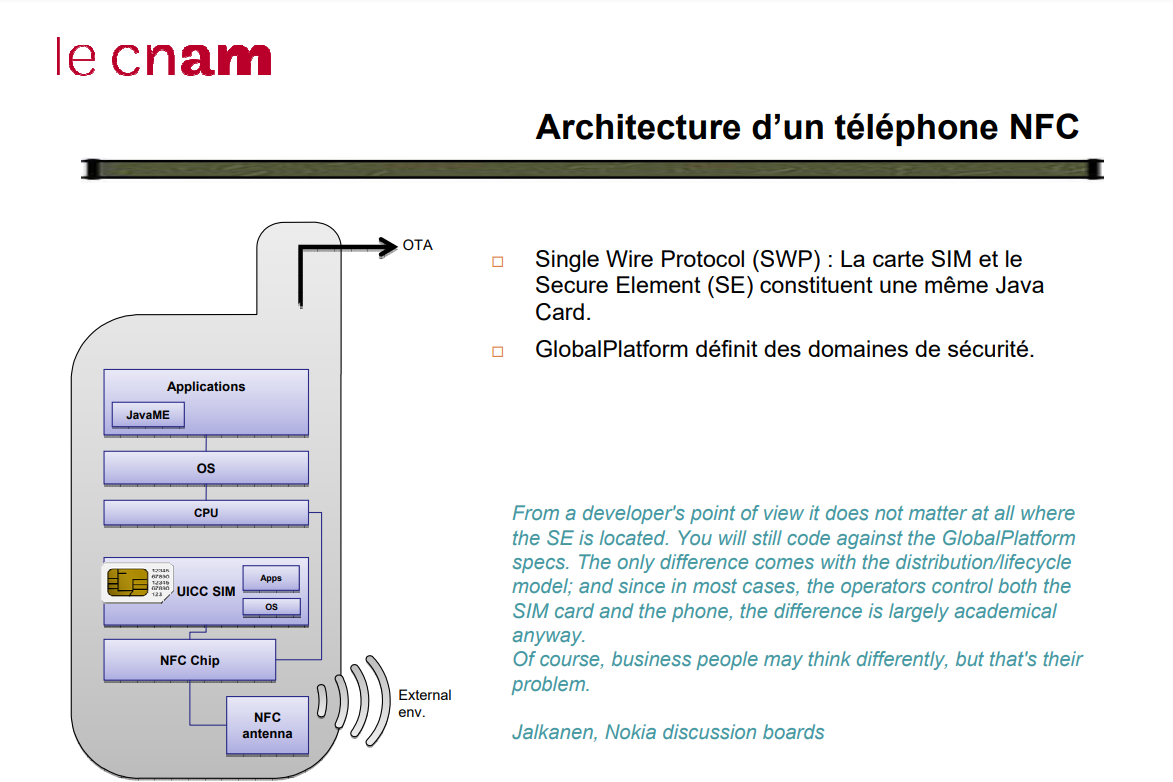 le cnam
Architecture d’un téléphone NFC
OTA
Single Wire Protocol (SWP) : La carte SIM et le
Secure Element (SE) constituent une même Java
Card.
GlobalPlatform définit des domaines de sécurité.
Applications
JavaME
OS
CPU
12345
67890
12345
67890
123
UICC SIM
Apps
OS
NFC Chip
NFC
antenna
External
env.
From a developer's point of view it does not matter at all where
the SE is located. You will still code against the GlobalPlatform
specs. The only difference comes with the distribution/lifecycle
model; and since in most cases, the operators control both the
SIM card and the phone, the difference is largely academical
anyway.
Of course, business people may think differently, but that's their
problem.
Jalkanen, Nokia discussion boards